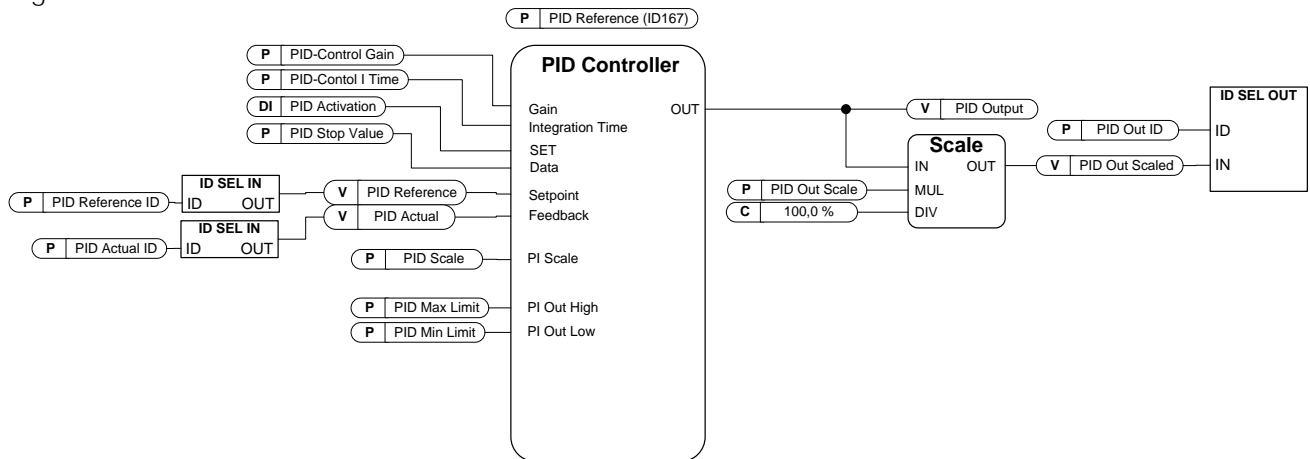 P PID Reference (ID167)
PID Controller
P PID-Control Gain
P PID-Contol I Time
DI PID Activation
P PID Stop Value
Gain OUT
Integration Time
SET
Data
V PID Output
ID SEL OUT
P PID Out ID
ID
IN
Scale
IN OUT
MUL
DIV
V PID Out Scaled
P PID Out Scale
C 100,0 %
P PID Reference ID
ID SEL IN
ID OUT
V PID Reference
Setpoint
P PID Actual ID
ID SEL IN
ID OUT
V PID Actual
Feedback
P PID Scale
PI Scale
P PID Max Limit
PI Out High
P PID Min Limit
PI Out Low